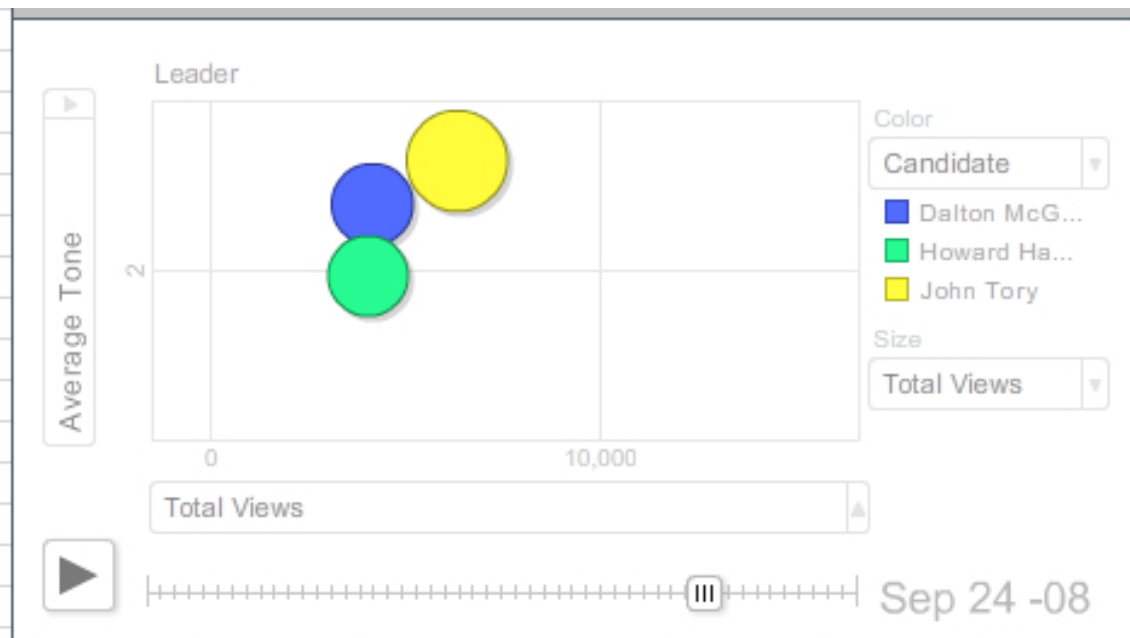 Leader
Average Tone
2
0
10,000
Total Views
Color
Candidate
Dalton McG...
Howard Ha...
John Tory
Size
Total Views
Sep 24 -08